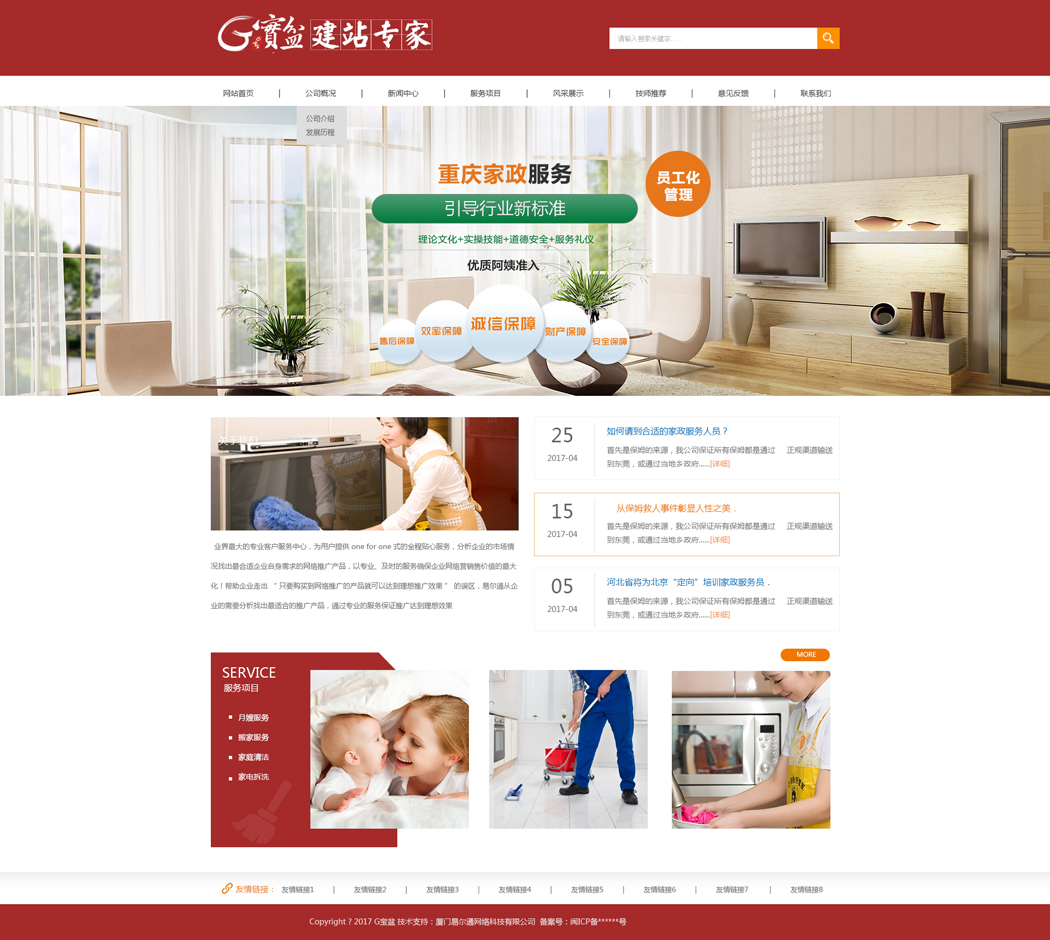 G宝盆 建站专家
请输入搜索关键字......
网站首页 | 公司概况 | 新闻中心 | 服务项目 | 风采展示 | 技师推荐 | 意见反馈 | 联系我们
公司介绍
发展历程
重庆家政服务
员工化
管理
引导行业新标准
理论文化+实操技能+道德安全+服务礼仪
优质阿姨准入
售后保障
效率保障
诚信保障
财产保障
安全保障
关于我们
业界最大的专业客户服务中心，为用户提供 one for one 式的全程贴心服务，分析企业的市场情
况找出最合适企业自身需求的网络推广产品，以专业、及时的服务确保企业网络营销售价值的最大
化！帮助企业走出 “ 只要购买到网络推广的产品就可以达到理想推广效果 ” 的误区，易尔通从企
业的需要分析找出最适合的推广产品，通过专业的服务保证推广达到理想效果
25
2017-04
如何请到合适的家政服务人员？
首先是保姆的来源，我公司保证所有保姆都是通过 正规渠道输送
到东莞，或通过当地乡政府......[详细]
15
2017-04
从保姆救人事件彰显人性之美．
首先是保姆的来源，我公司保证所有保姆都是通过 正规渠道输送
到东莞，或通过当地乡政府......[详细]
05
2017-04
河北省将为北京“定向”培训家政服务员．
首先是保姆的来源，我公司保证所有保姆都是通过 正规渠道输送
到东莞，或通过当地乡政府......[详细]
MORE
SERVICE
服务项目
月嫂服务
搬家服务
家庭清洁
家电拆洗
友情链接： 友情链接1 | 友情链接2 | 友情链接3 | 友情链接4 | 友情链接5 | 友情链接6 | 友情链接7 | 友情链接8
Copyright ? 2017 G宝盆 技术支持：厦门易尔通网络科技有限公司 备案号：闽ICP备******号